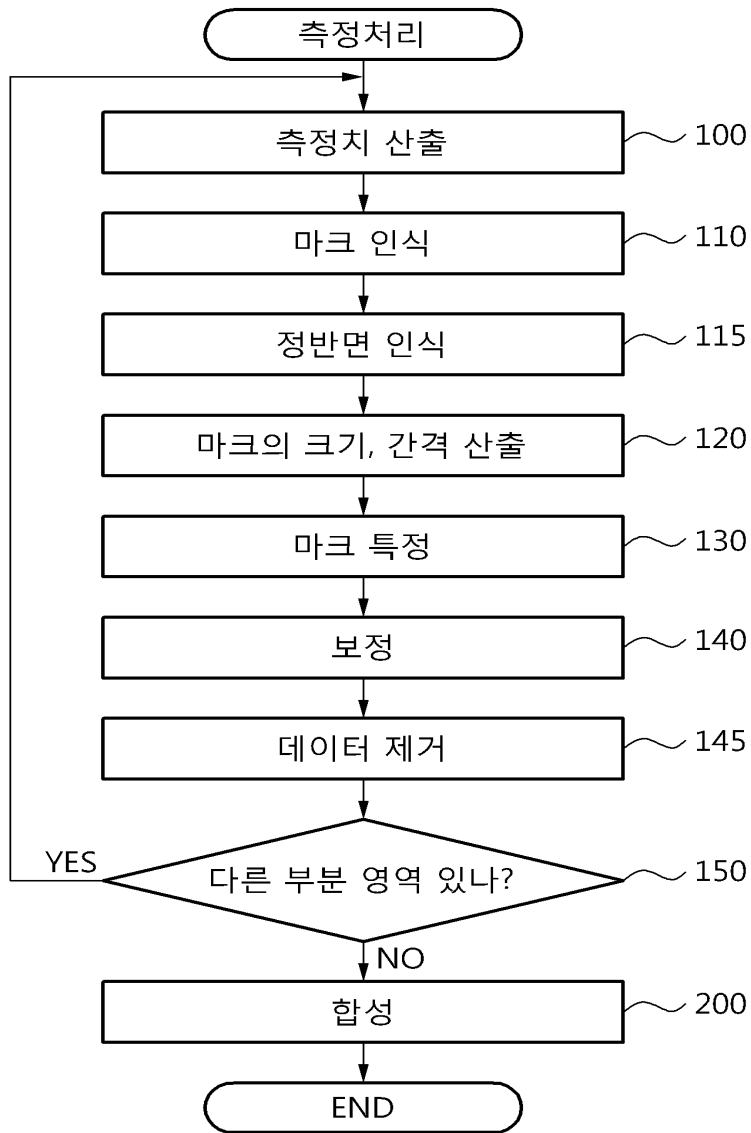 측정처리
측정치 산출
100
마크 인식
110
정반면 인식
115
마크의 크기, 간격 산출
120
마크 특정
130
보정
140
데이터 제거
145
YES
다른 부분 영역 있나?
150
NO
합성
200
END